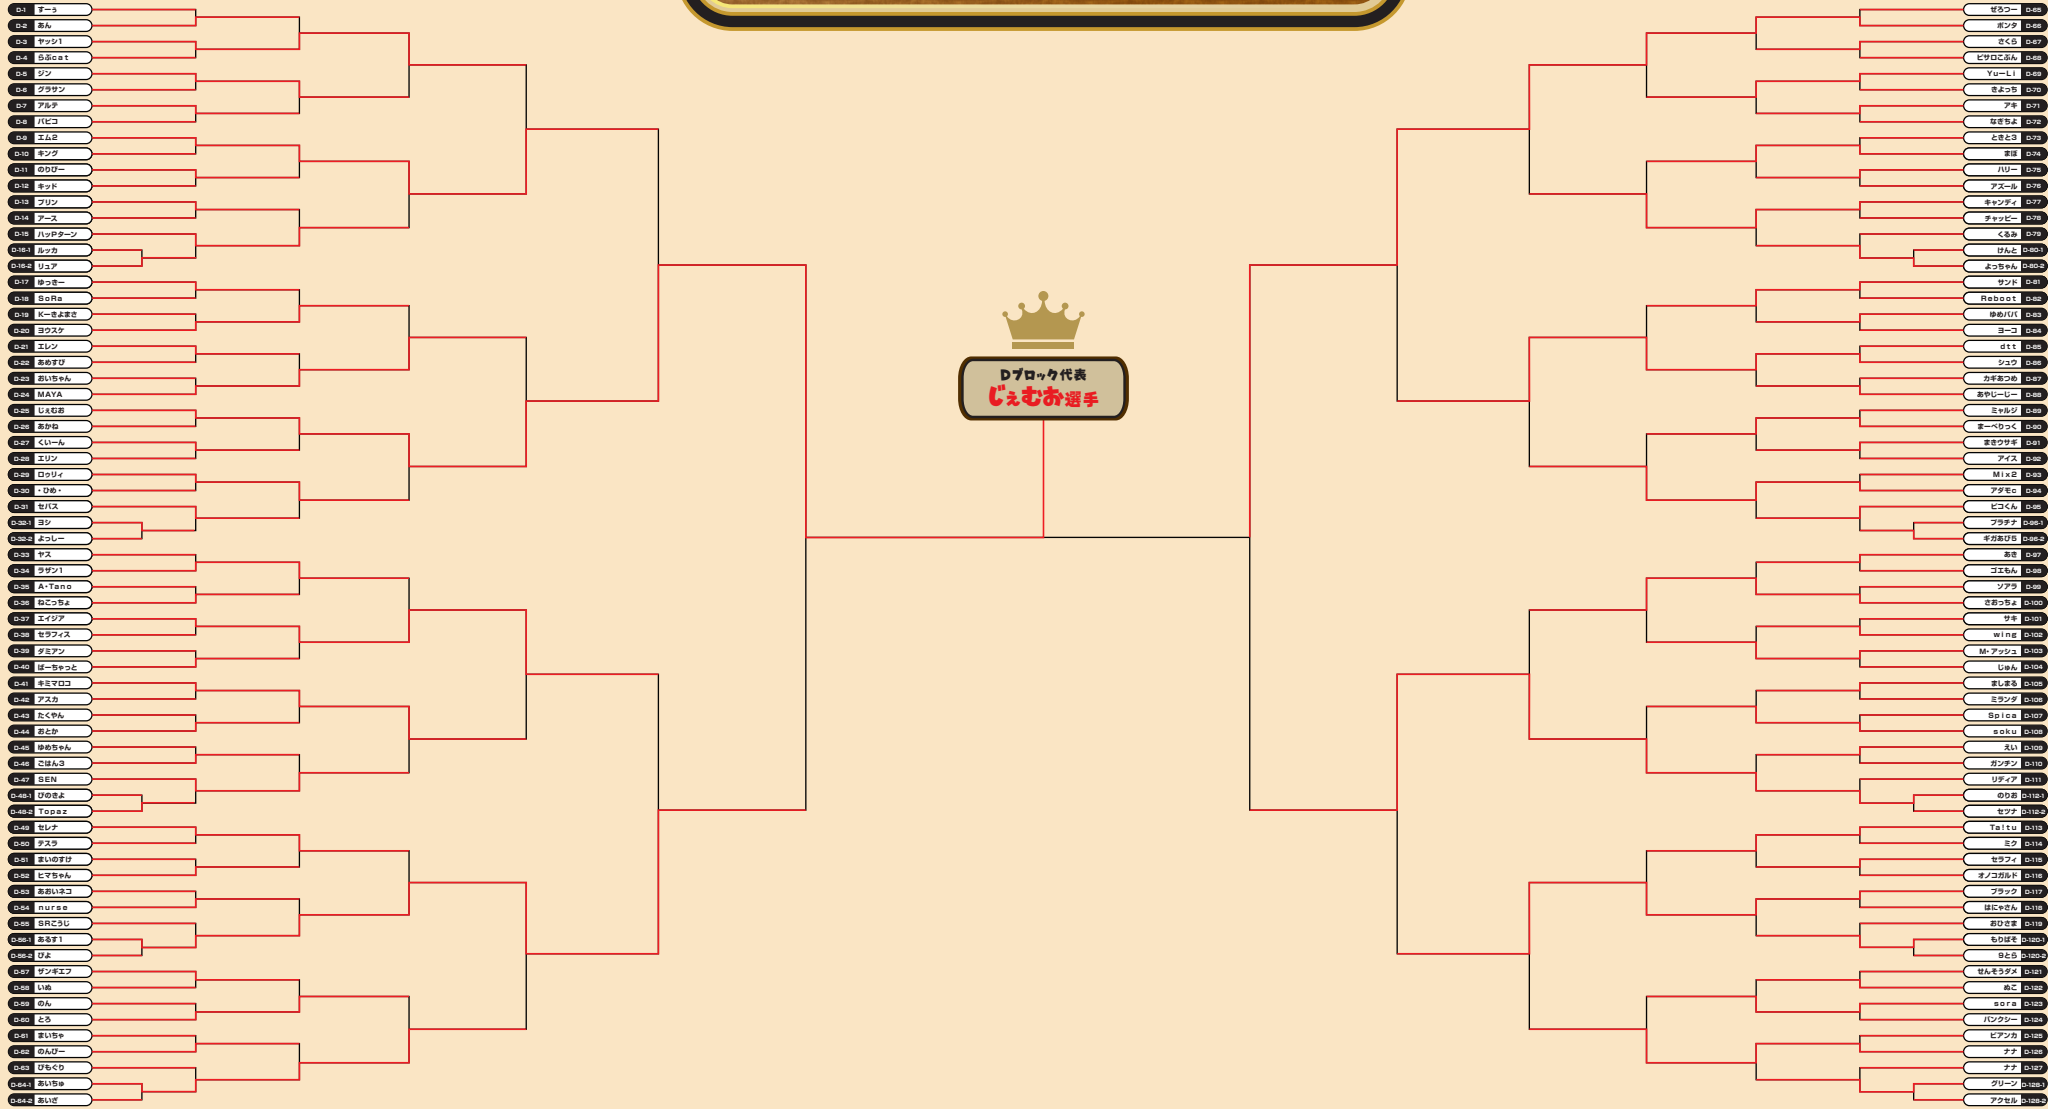 D-1 すーぅ
D-2 あん
D-3 ヤッシ1
D-4 らぶcat
D-5 ジン
D-6 グラサン
D-7 アルテ
D-8 パピコ
D-9 エム2
D-10 キング
D-11 のりぴー
D-12 キッド
D-13 プリン
D-14 アース
D-15 ハッPターン
D-16-1 ルッカ
D-16-2 リュア
D-17 ゆっきー
D-18 SoRa
D-19 Kーきよまさ
D-20 ヨウスケ
D-21 エレン
D-22 あめすぴ
D-23 おいちゃん
D-24 MAYA
D-25 じぇむお
D-26 あかね
D-27 くいーん
D-28 エリン
D-29 ロゥリィ
D-30 ・ひめ・
D-31 セバス
D-32-1 ヨシ
D-32-2 よっしー
D-33 ヤス
D-34 ラザン1
D-35 A・Tano
D-36 ねこっちょ
D-37 エイジア
D-38 セラフィス
D-39 ダミアン
D-40 ばーちゃっと
D-41 キミマロコ
D-42 アスカ
D-43 たくやん
D-44 おとか
D-45 ゆめちゃん
D-46 ごはん3
D-47 SEN
D-48-1 ぴのきよ
D-48-2 Topaz
D-49 セレナ
D-50 テスラ
D-51 まいのすけ
D-52 ヒマちゃん
D-53 あおいネコ
D-54 nurse
D-55 SRこうじ
D-56-1 あるす1
D-56-2 ぴよ
D-57 ザンギエフ
D-58 いぬ
D-59 のん
D-60 とろ
D-61 まいちゃ
D-62 のんびー
D-63 ぴもぐり
D-64-1 あいちゅ
D-64-2 あいざ
Dブロック代表
じぇむお選手
ぜろつー D-65
ポンタ D-66
さくら D-67
ピサロこぶん D-68
YuーLi D-69
きよっち D-70
アキ D-71
なぎちよ D-72
ときと3 D-73
まほ D-74
ハリー D-75
アズール D-76
キャンディ D-77
チャッピー D-78
くるみ D-79
けんと D-80-1
よっちゃん D-80-2
サンド D-81
Reboot D-82
ゆめパパ D-83
ヨーコ D-84
dtt D-85
シュウ D-86
カギあつめ D-87
あやじーじー D-88
ミャルジ D-89
まーべりっく D-90
まきウサギ D-91
アイス D-92
Mix2 D-93
アダモc D-94
ピコくん D-95
プラチナ D-96-1
ギガあび5 D-96-2
あき D-97
ゴエもん D-98
ソアラ D-99
さおっちょ D-100
サキ D-101
wing D-102
M・アッシュ D-103
じゅん D-104
ましまる D-105
ミランダ D-106
Spica D-107
soku D-108
えい D-109
ガンチン D-110
リディア D-111
のりお D-112-1
セツナ D-112-2
Ta!tu D-113
ミク D-114
セラフィ D-115
オノコガルド D-116
ブラック D-117
はにゃさん D-118
おひさま D-119
もりぱそ D-120-1
9とら D-120-2
せんそうダメ D-121
ぬこ D-122
sora D-123
バンクシー D-124
ビアンカ D-125
ナナ D-126
ナナ D-127
グリーン D-128-1
アクセル D-128-2